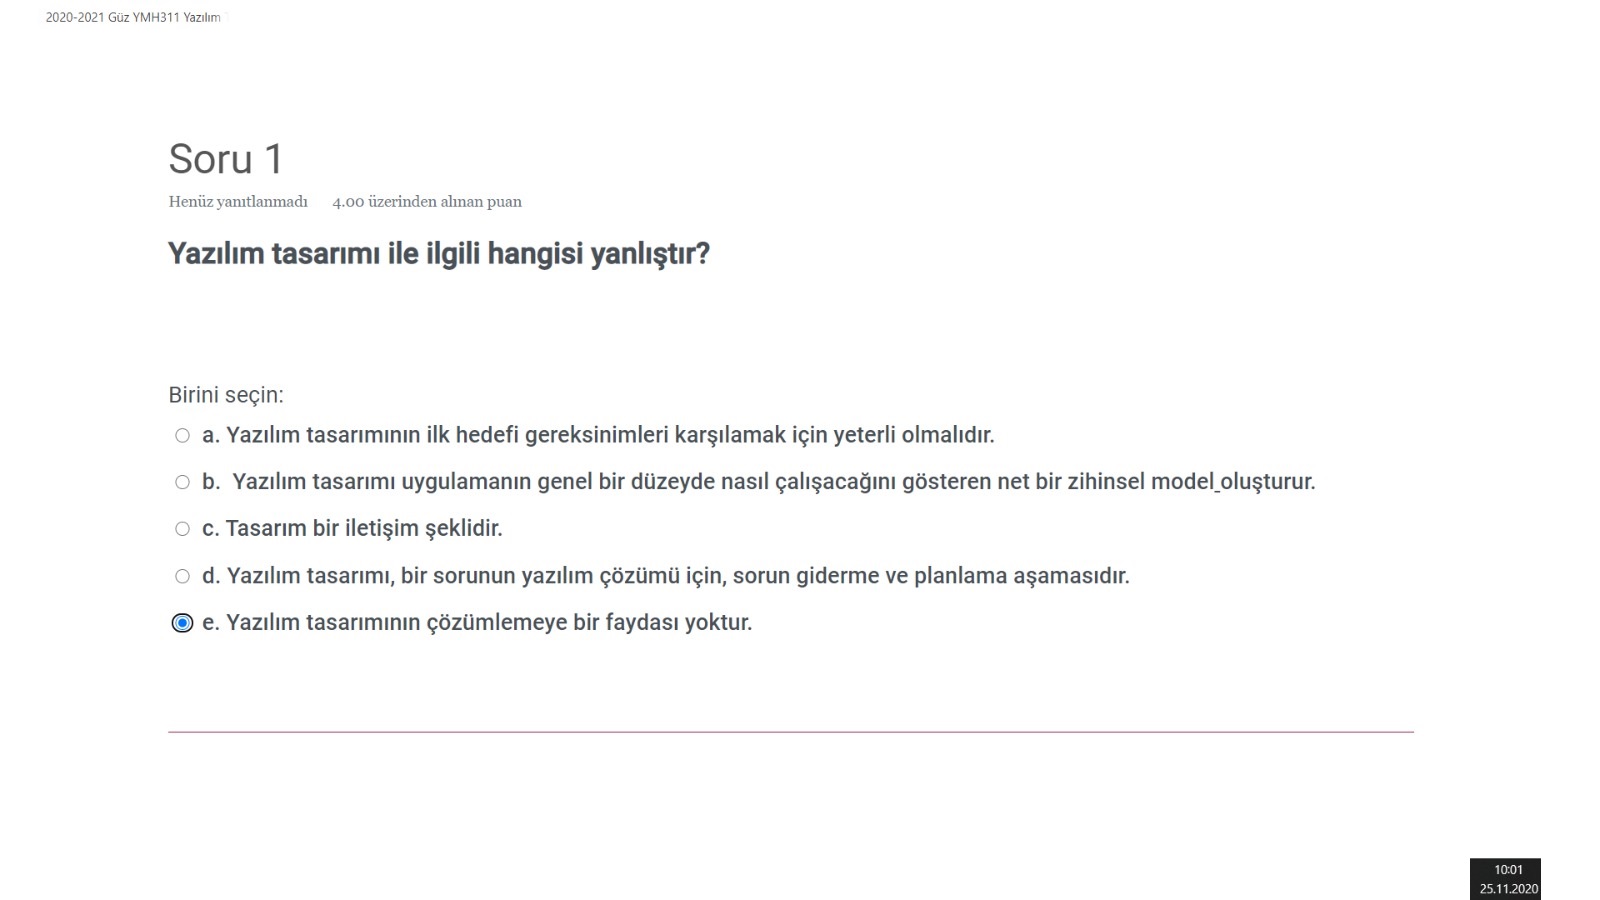 2020-2021 Güz YMH311 Yazılım
Soru 1
Henüz yanıtlanmadı 4.00 üzerinden alınan puan
Yazılım tasarımı ile ilgili hangisi yanlıştır?
Birini seçin:
a. Yazılım tasarımının ilk hedefi gereksinimleri karşılamak için yeterli olmalıdır.
b. Yazılım tasarımı uygulamanın genel bir düzeyde nasıl çalışacağını gösteren net bir zihinsel model oluşturur.
c. Tasarım bir iletişim şeklidir.
d. Yazılım tasarımı, bir sorunun yazılım çözümü için, sorun giderme ve planlama aşamasıdır.
e. Yazılım tasarımının çözümlemeye bir faydası yoktur.
10:01
25.11.2020